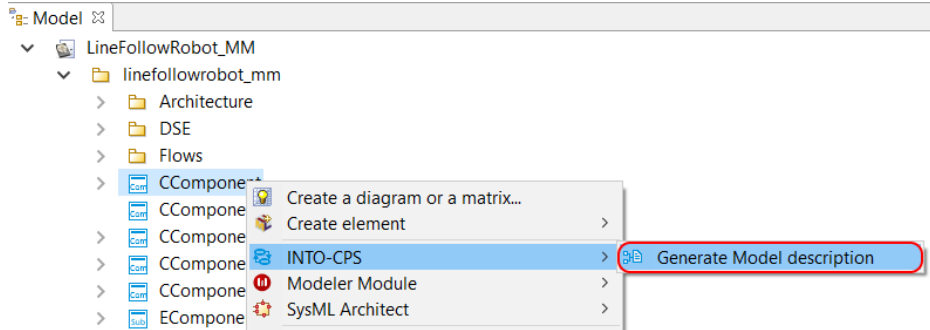 Model
LineFollowRobot_MM
linefollowrobot_mm
Architecture
DSE
Flows
CComponent
Create a diagram or a matrix...
CCompone
Create element
CCompone
CCompone
INTO-CPS
Generate Model description
CCompone
Modeler Module
ECompone
SysML Architect